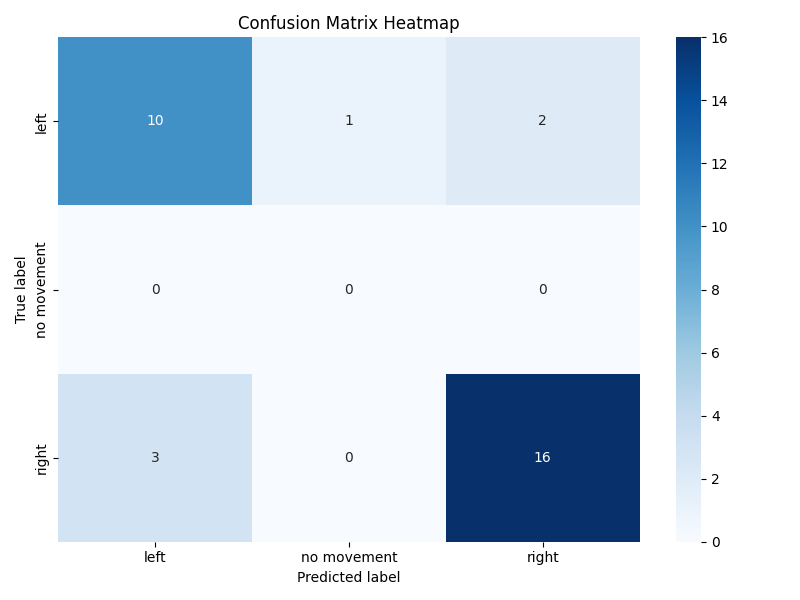 Confusion Matrix Heatmap
True label
left
10 1 2
no movement
0 0 0
right
3 0 16
left no movement right
Predicted label
16
14
12
10
8
6
4
2
0